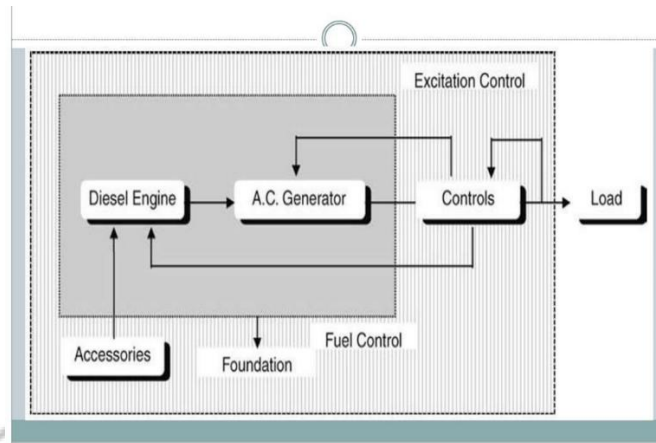 Excitation Control
Diesel Engine
A.C. Generator
Controls
Load
Fuel Control
Accessories
Foundation